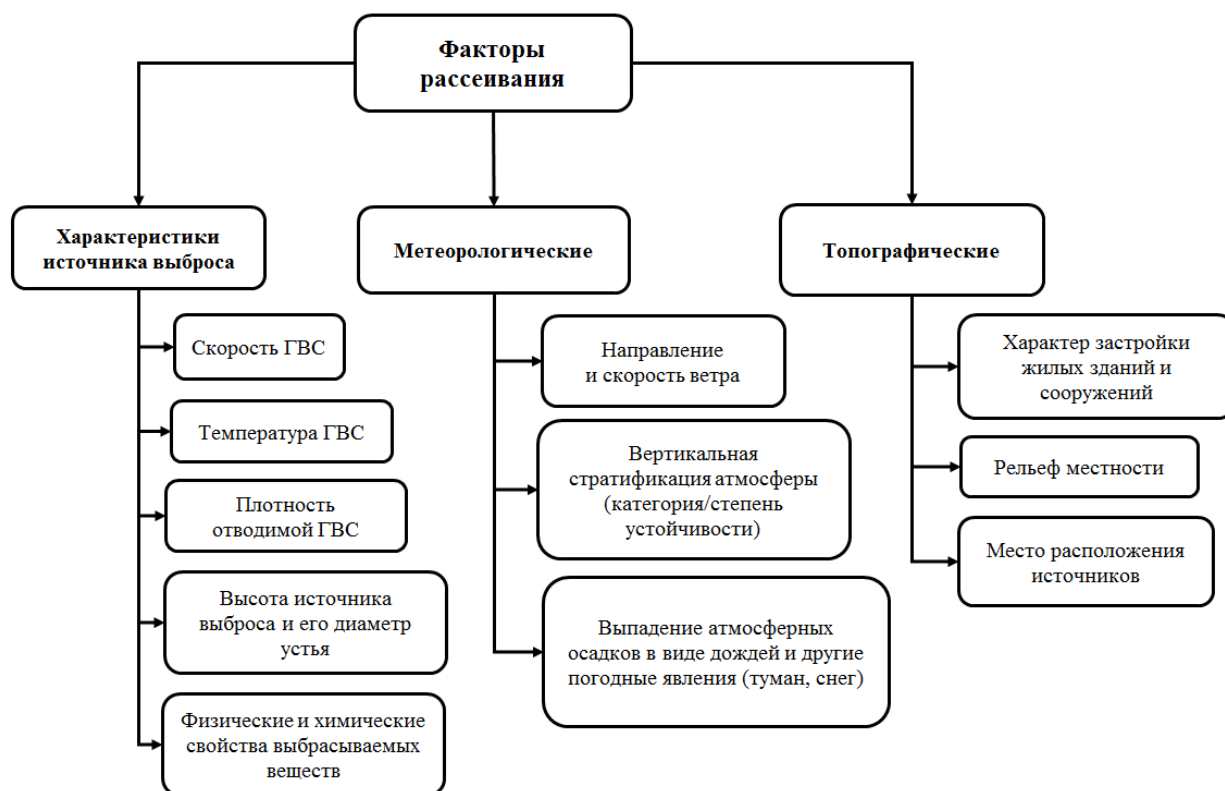 Факторы
рассеивания
Характеристики
источника выброса
Скорость ГВС
Температура ГВС
Плотность
отводимой ГВС
Высота источника
выброса и его диаметр
устья
Физические и химические
свойства выбрасываемых
веществ
Метеорологические
Направление
и скорость ветра
Вертикальная
стратификация атмосферы
(категория/степень
устойчивости)
Выпадение атмосферных
осадков в виде дождей и другие
погодные явления (туман, снег)
Топографические
Характер застройки
жилых зданий и
сооружений
Рельеф местности
Место расположения
источников